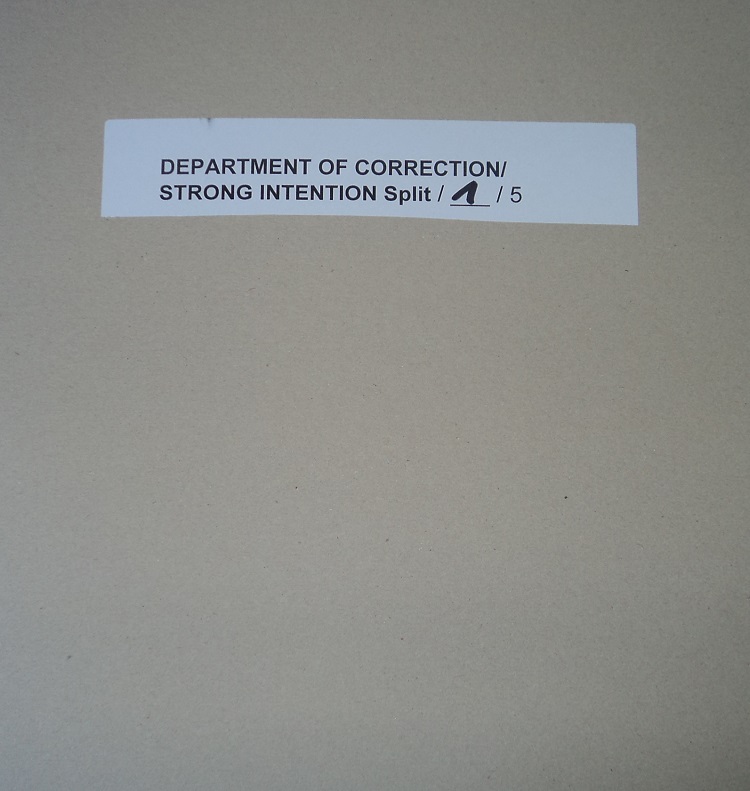 DEPARTMENT OF CORRECTION/
STRONG INTENTION Split / 1 / 5